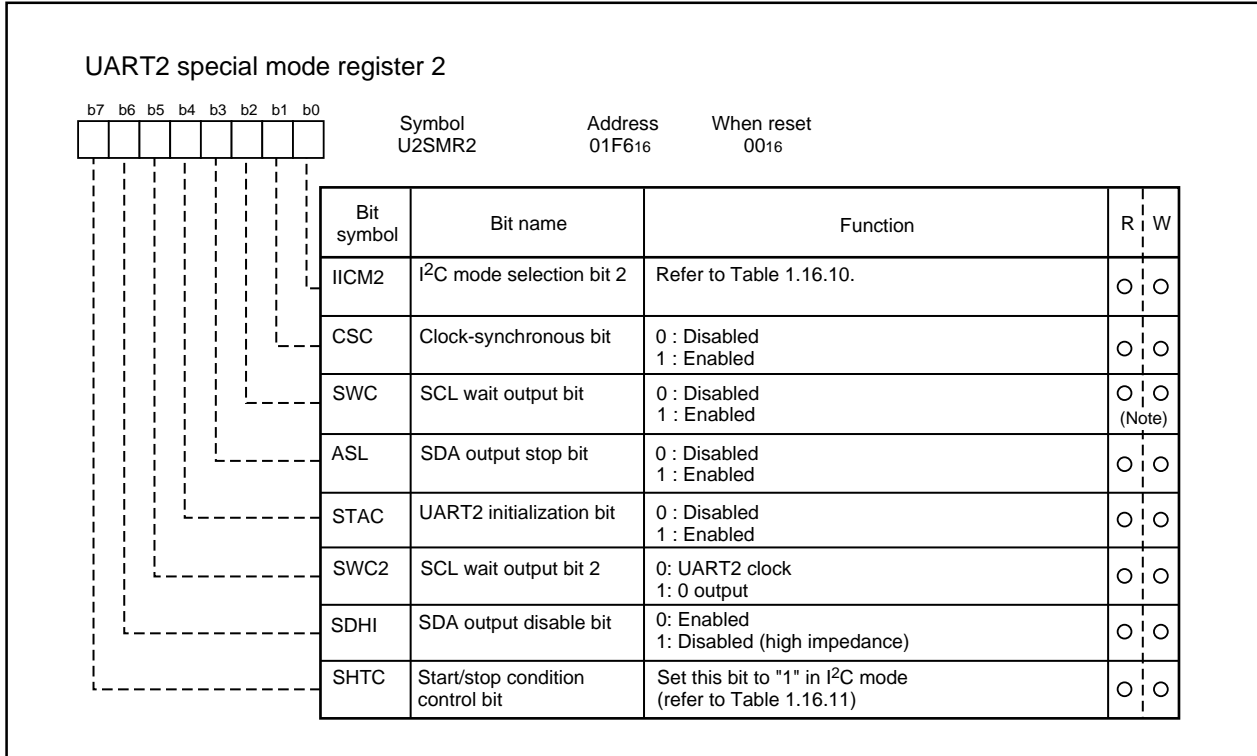 UART2 special mode register 2
b7 b6 b5 b4 b3 b2 b1 b0
Symbol Address When reset
U2SMR2 01F616 0016
Bit symbol Bit name Function R W
IICM2 I2C mode selection bit 2 Refer to Table 1.16.10.
CSC Clock-synchronous bit 0 : Disabled
1 : Enabled
SWC SCL wait output bit 0 : Disabled
1 : Enabled
(Note)
ASL SDA output stop bit 0 : Disabled
1 : Enabled
STAC UART2 initialization bit 0 : Disabled
1 : Enabled
SWC2 SCL wait output bit 2 0: UART2 clock
1: 0 output
SDHI SDA output disable bit 0: Enabled
1: Disabled (high impedance)
SHTC Start/stop condition Set this bit to "1" in I2C mode
control bit (refer to Table 1.16.11)